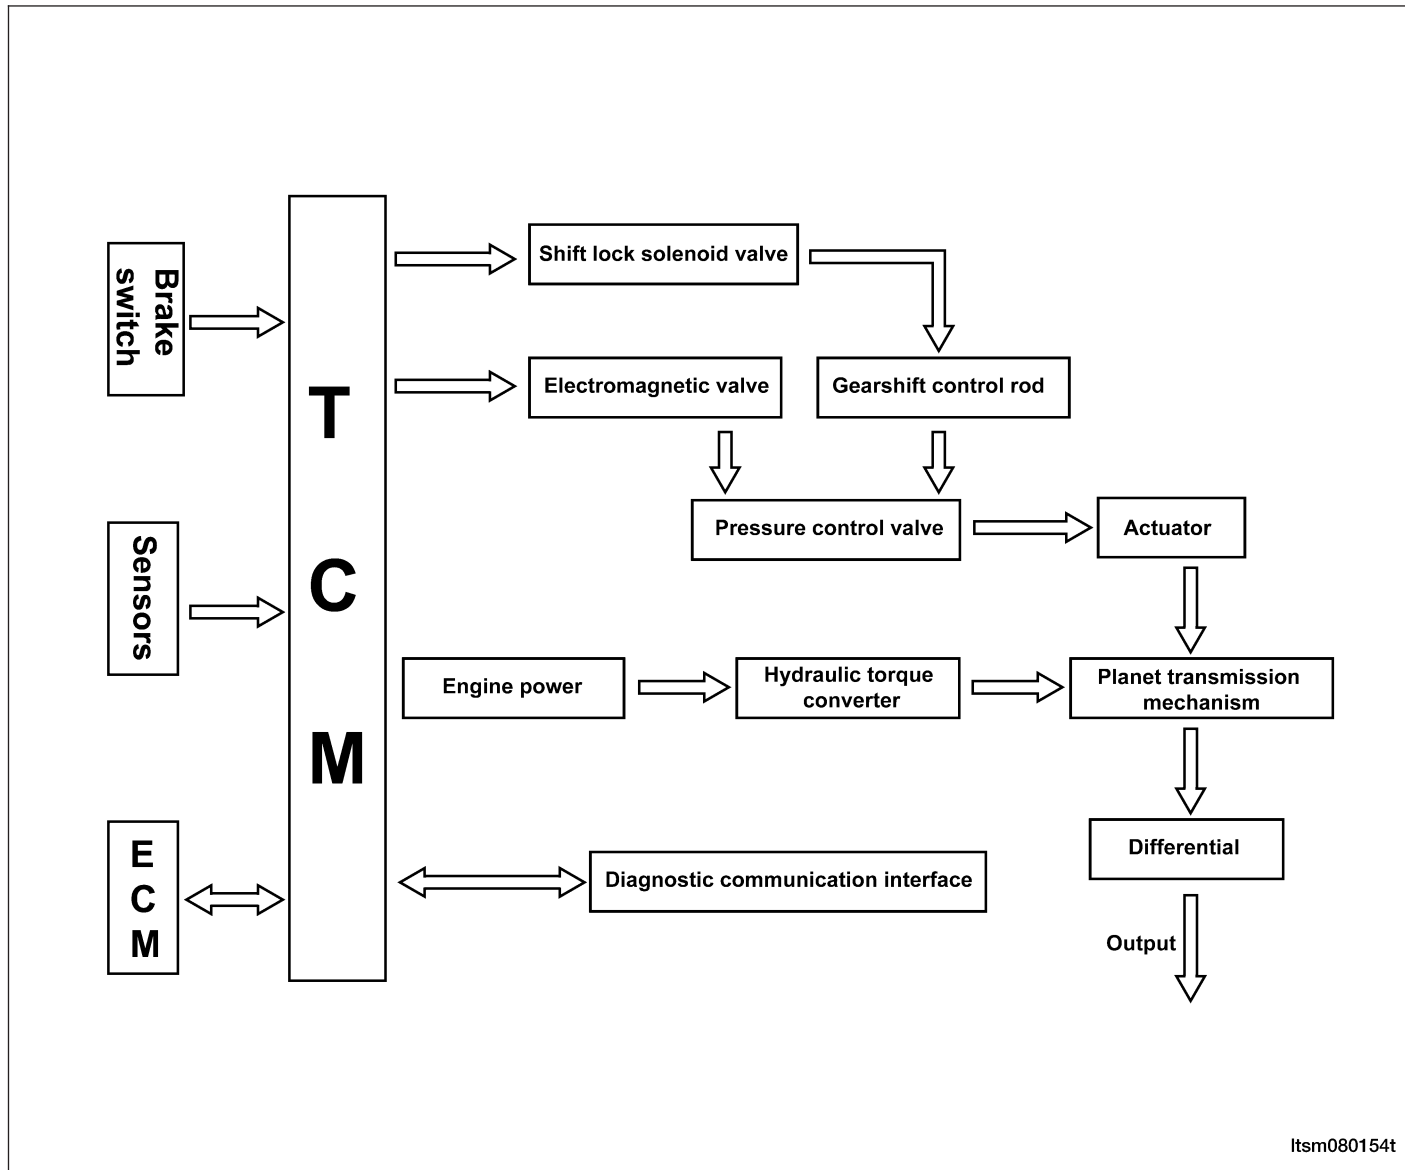 Brake
switch
Sensors
E
C
M
T
C
M
Shift lock solenoid valve
Electromagnetic valve
Gearshift control rod
Pressure control valve
Actuator
Engine power
Hydraulic torque
converter
Planet transmission
mechanism
Differential
Diagnostic communication interface
Output
ltsm080154t